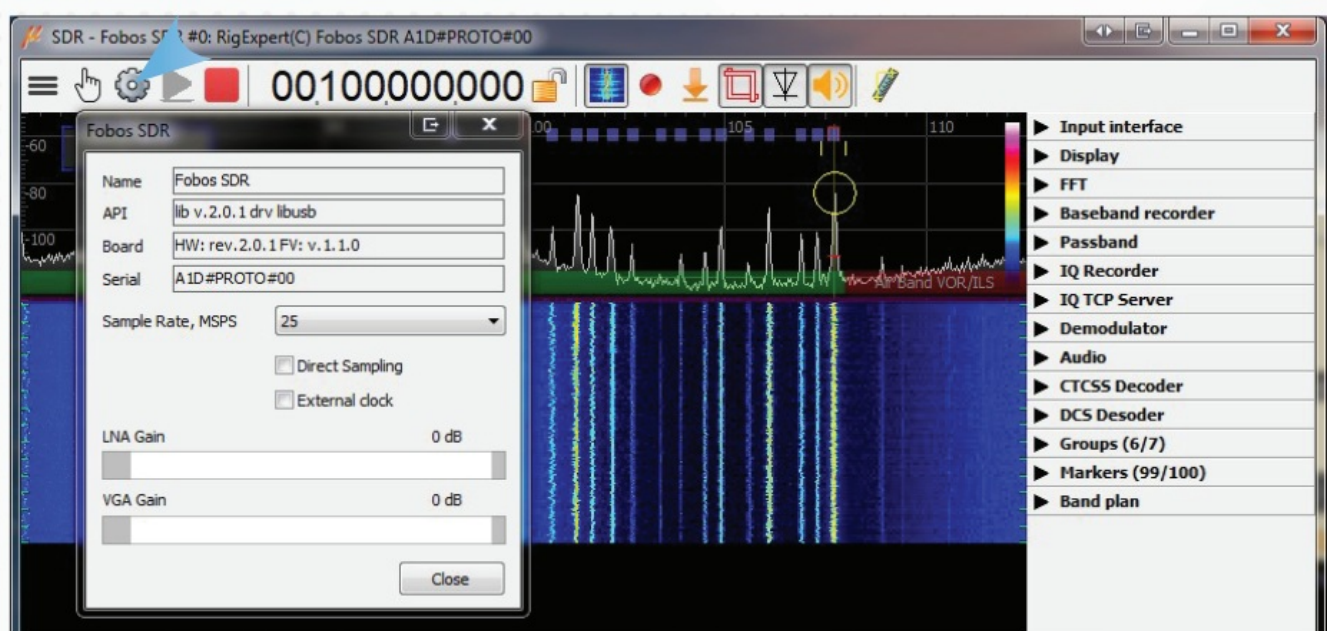 SDR - Fobos SDR #0: RigExpert(C) Fobos SDR A1D#PROTO#00
00,100,000,000
Fobos SDR
Name Fobos SDR
API lib v.2.0.1 drv libusb
Board HW: rev.2.0.1 FV: v.1.1.0
Serial A1D#PROTO#00
Sample Rate, MSPS 25
Direct Sampling
External clock
LNA Gain 0 dB
VGA Gain 0 dB
Close
-60
-80
-100
105
110
Air Band VOR/ILS
Input interface
Display
FFT
Baseband recorder
Passband
IQ Recorder
IQ TCP Server
Demodulator
Audio
CTCSS Decoder
DCS Desoder
Groups (6/7)
Markers (99/100)
Band plan